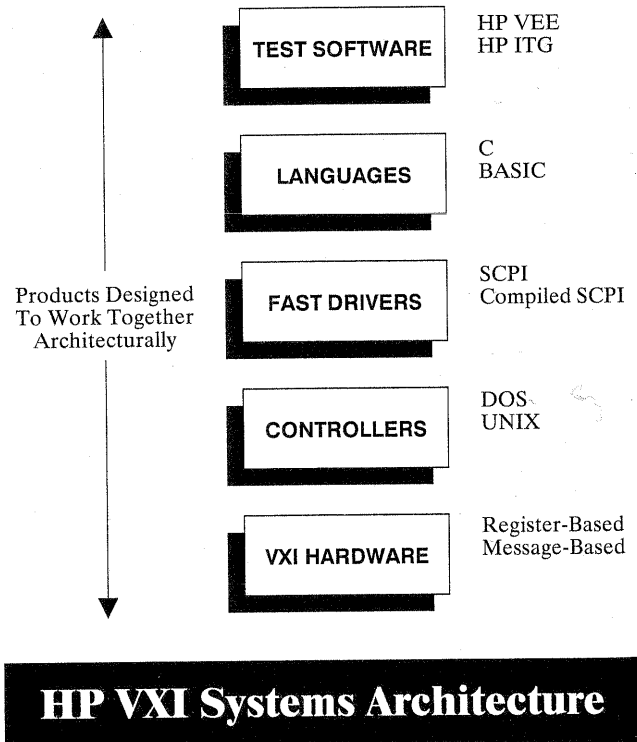 TEST SOFTWARE
HP VEE
HP ITG
LANGUAGES
C
BASIC
Products Designed
To Work Together
Architecturally
FAST DRIVERS
SCPI
Compiled SCPI
CONTROLLERS
DOS
UNIX
VXI HARDWARE
Register-Based
Message-Based
HP VXI Systems Architecture